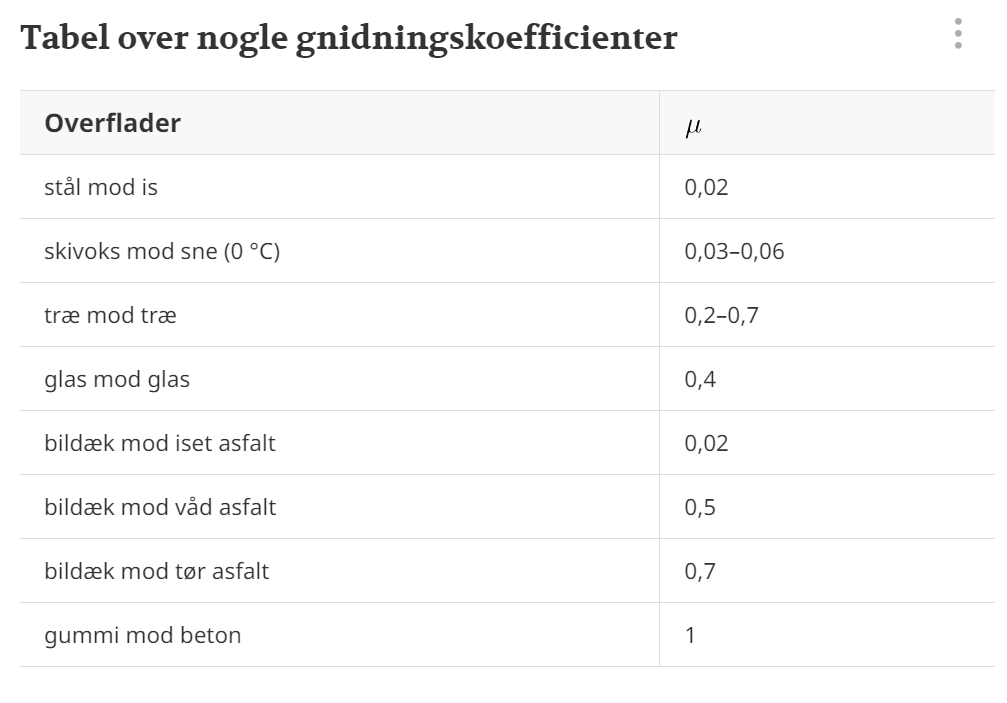 Tabel over nogle gnidningskoefficienter
Overflader μ
stål mod is 0,02
skivoks mod sne (0 °C) 0,03–0,06
træ mod træ 0,2–0,7
glas mod glas 0,4
bildæk mod iset asfalt 0,02
bildæk mod våd asfalt 0,5
bildæk mod tør asfalt 0,7
gummi mod beton 1